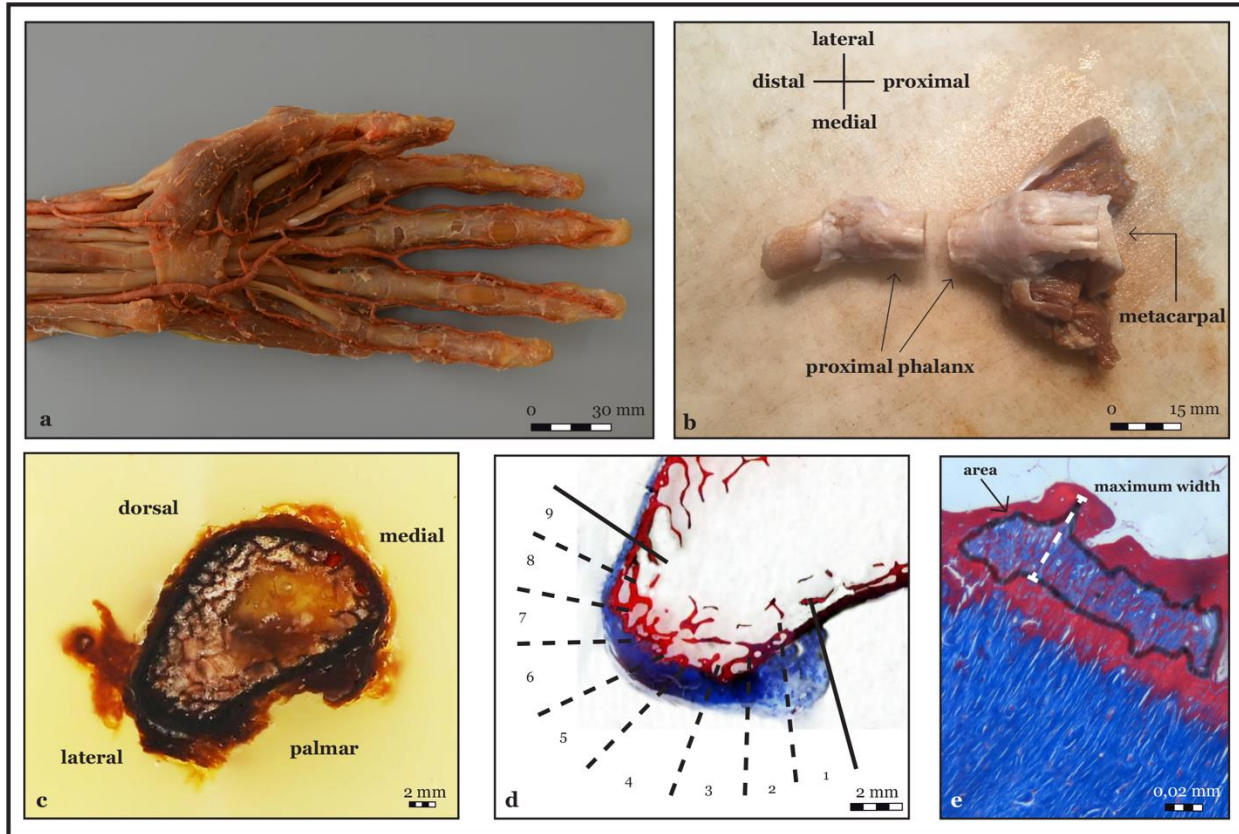 a
0 30 mm
lateral
distal proximal
medial
metacarpal
proximal phalanx
b
0 15 mm
dorsal
medial
lateral
palmar
c
2 mm
9
8
7
6
5
4
3
2
1
d
2 mm
area
maximum width
e
0,02 mm